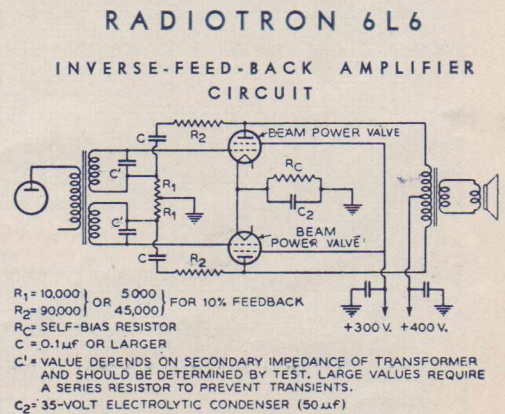 RADIOTRON 6L6
INVERSE-FEED-BACK AMPLIFIER
CIRCUIT
C
R2
BEAM POWER VALVE
C'
R1
RC
C2
R1
C'
BEAM
POWER VALVE
C
R2
R1=10,000 } OR 5000 } FOR 10% FEEDBACK
R2=90,000 45,000
+300 V. +400 V.
RC= SELF-BIAS RESISTOR
C = 0.1μF OR LARGER
C'= VALUE DEPENDS ON SECONDARY IMPEDANCE OF TRANSFORMER
AND SHOULD BE DETERMINED BY TEST. LARGE VALUES REQUIRE
A SERIES RESISTOR TO PREVENT TRANSIENTS.
C2= 35-VOLT ELECTROLYTIC CONDENSER (50μF)